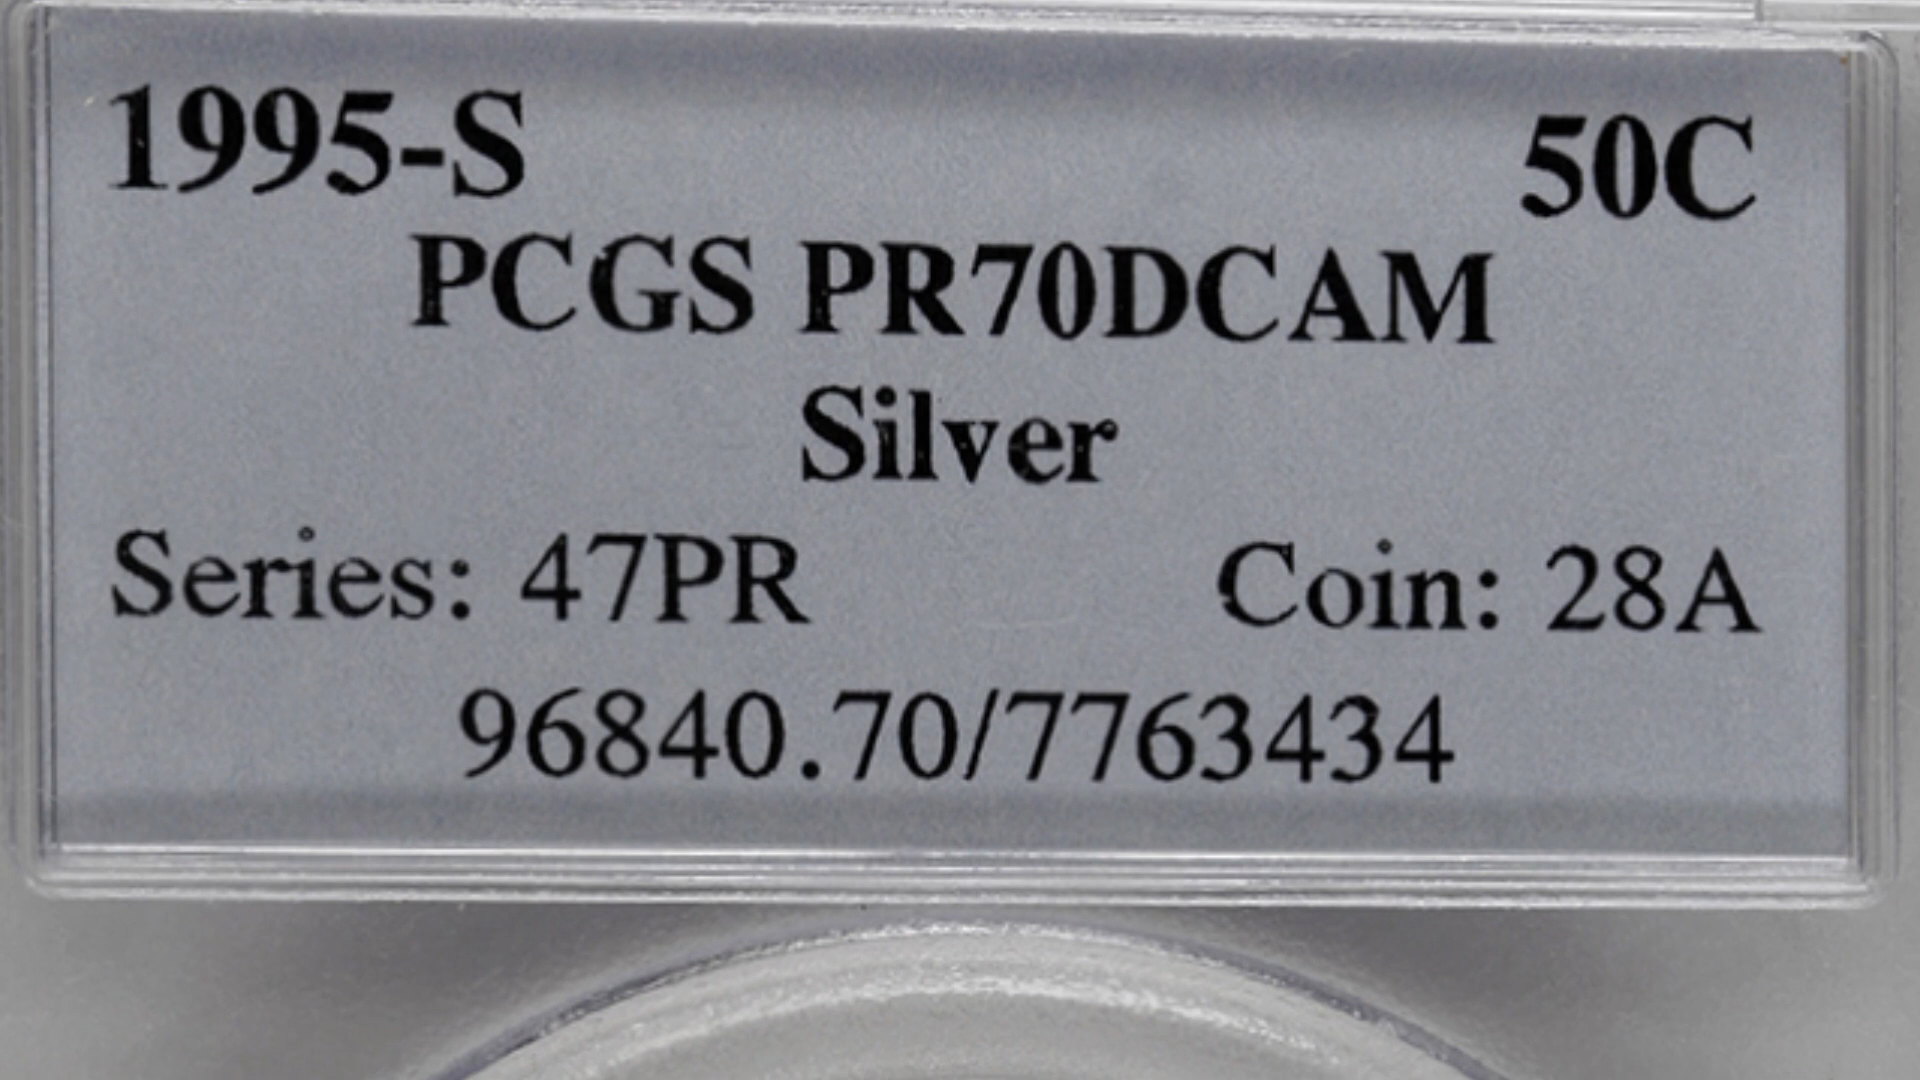 1995-S 50C
PCGS PR70DCAM
Silver
Series: 47PR Coin: 28A
96840.70/7763434